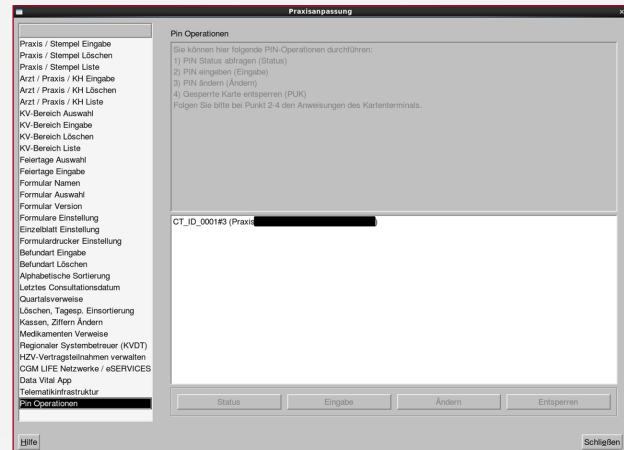 Praxisanpassung
Praxis / Stempel Eingabe
Praxis / Stempel Löschen
Praxis / Stempel Liste
Arzt / Praxis / KH Eingabe
Arzt / Praxis / KH Löschen
Arzt / Praxis / KH Liste
KV-Bereich Auswahl
KV-Bereich Eingabe
KV-Bereich Löschen
KV-Bereich Liste
Feiertage Auswahl
Feiertage Eingabe
Formular Namen
Formular Auswahl
Formular Version
Formulare Einstellung
Einzelblatt Einstellung
Formulardrucker Einstellung
Befundart Eingabe
Befundart Löschen
Alphabetische Sortierung
Letztes Consultationsdatum
Quartalsverweise
Löschen, Tagesp. Einsortierung
Kassen, Ziffern Ändern
Medikamenten Verweise
Regionaler Systembetreuer (KVDT)
HZV-Vertragsteilnahmen verwalten
CGM LIFE Netzwerke / eSERVICES
Data Vital App
Telematikinfrastruktur
Pin Operationen
Pin Operationen
Sie können hier folgende PIN-Operationen durchführen:
1) PIN Status abfragen (Status)
2) PIN eingeben (Eingabe)
3) PIN ändern (Ändern)
4) Gesperrte Karte entsperren (PUK)
Folgen Sie bitte bei Punkt 2-4 den Anweisungen des Kartenterminals.
CT_ID_0001#3 (Praxis )
Status Eingabe Ändern Entsperren
Hilfe Schließen